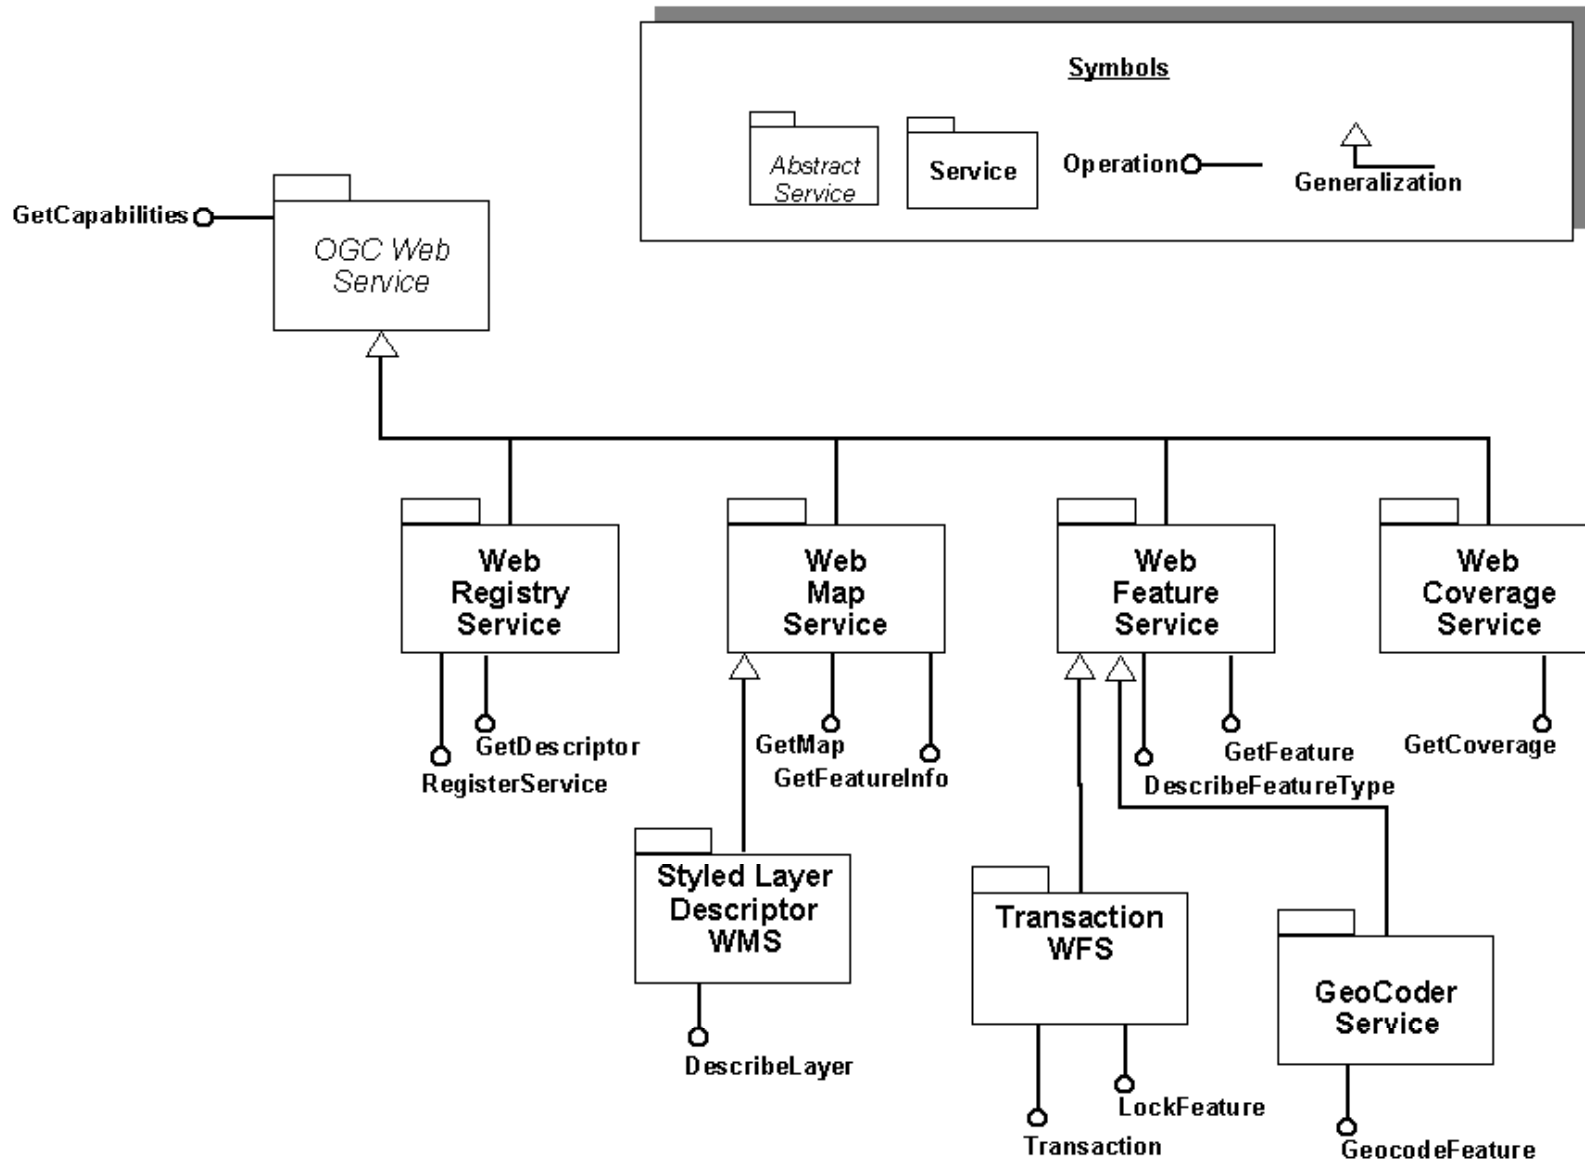 Symbols
Abstract
Service
Service
Operation
Generalization
GetCapabilities
OGC Web
Service
Web
Registry
Service
Web
Map
Service
Web
Feature
Service
Web
Coverage
Service
GetDescriptor
RegisterService
GetMap
GetFeatureInfo
GetFeature
DescribeFeatureType
GetCoverage
Styled Layer
Descriptor
WMS
Transaction
WFS
GeoCoder
Service
DescribeLayer
LockFeature
Transaction
GeocodeFeature